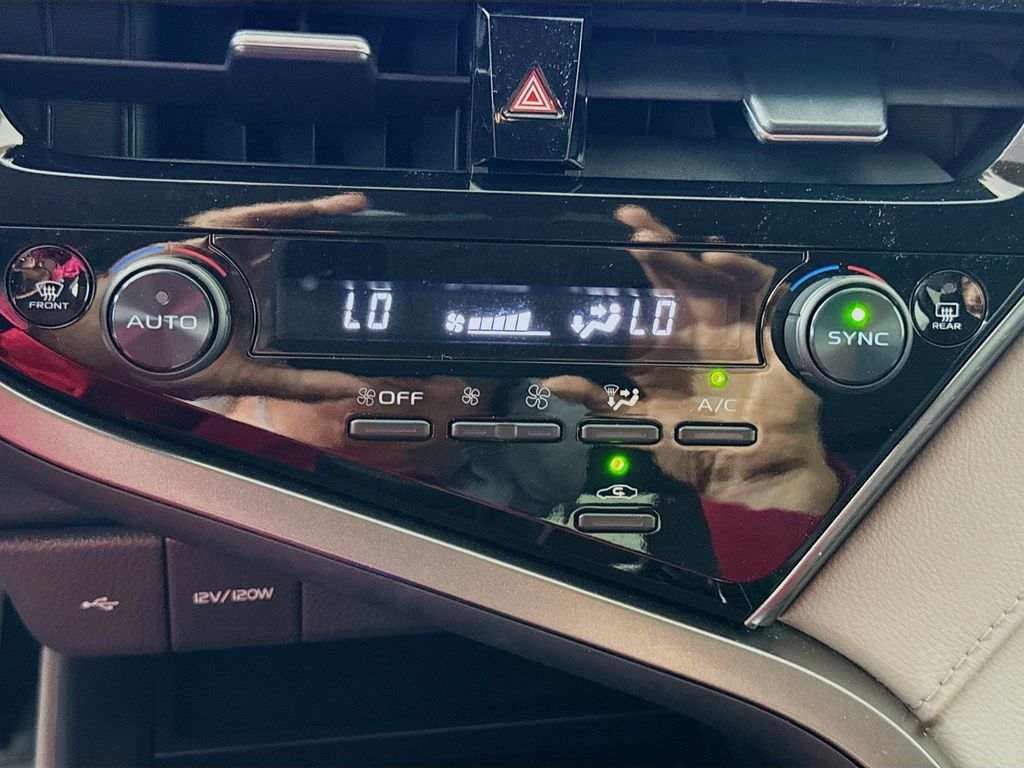 FRONT
AUTO
LO
LO
SYNC
REAR
OFF
A/C
12V/120W